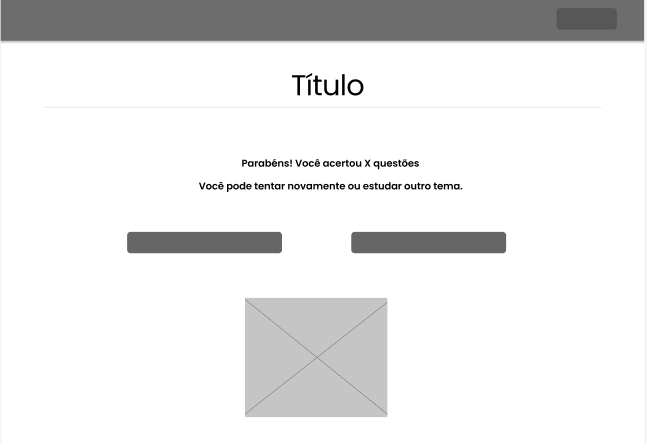 Título
Parabéns! Você acertou X questões
Você pode tentar novamente ou estudar outro tema.